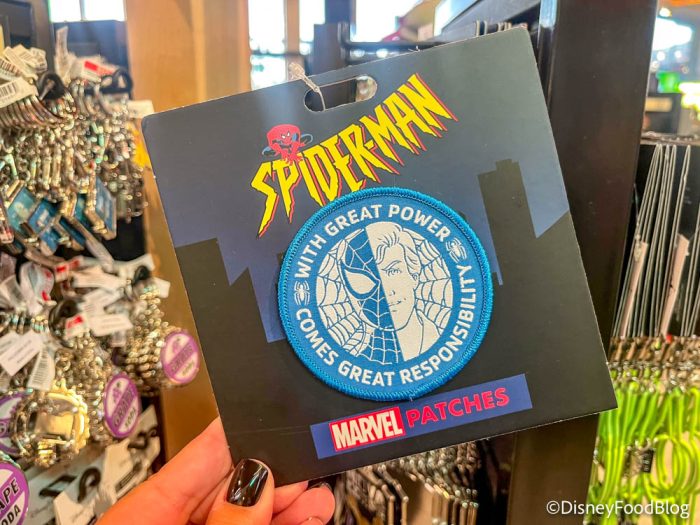 SPIDER-MAN
WITH GREAT POWER
COMES GREAT RESPONSIBILITY
MARVEL PATCHES
©DisneyFoodBlog